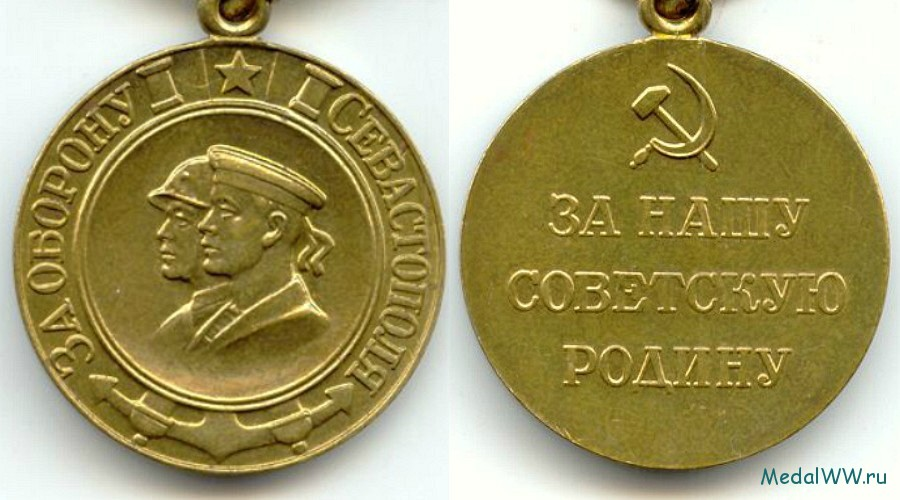 ЗА ОБОРОНУ СЕВАСТОПОЛЯ
ЗА НАШУ
СОВЕТСКУЮ
РОДИНУ
MedalWW.ru